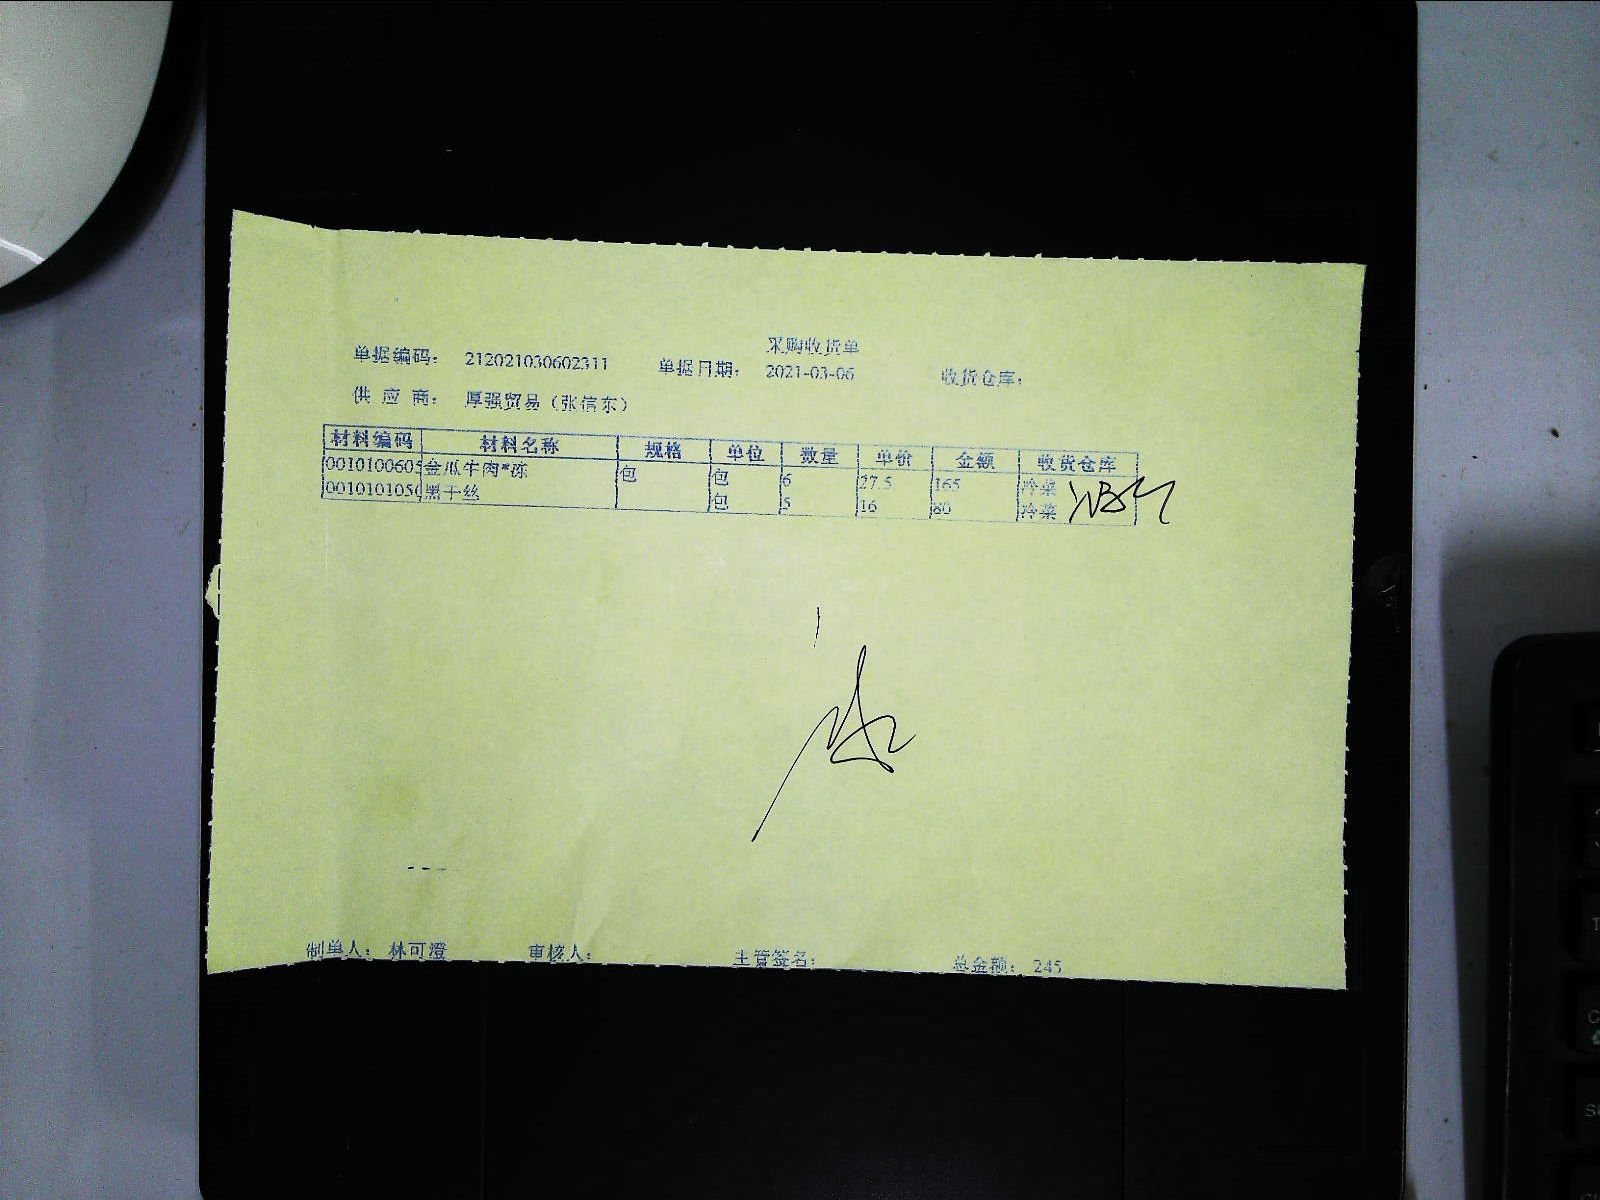 采购收货单
单据编码： 212021030602311 单据日期： 2021-03-06 收货仓库：
供 应 商： 厚强贸易（张信东）
材料编码 材料名称 规格 单位 数量 单价 金额 收货仓库
0010100605 金瓜牛肉*冻 包 包 6 27.5 165 冷菜
001010105 黑干丝 包 5 16 80 冷菜
制单人： 林可澄 审核人： 主管签名： 总金额： 245